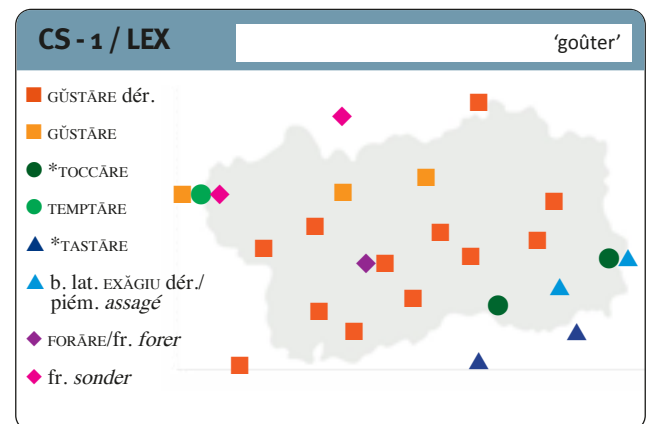 CS - 1 / LEX
‘goûter’
GŬSTĀRE dér.
GŬSTĀRE
*TOCCĀRE
TEMPTĀRE
*TASTĀRE
b. lat. EXĂGIU dér./
piém. assagé
FORĀRE/fr. forer
fr. sonder